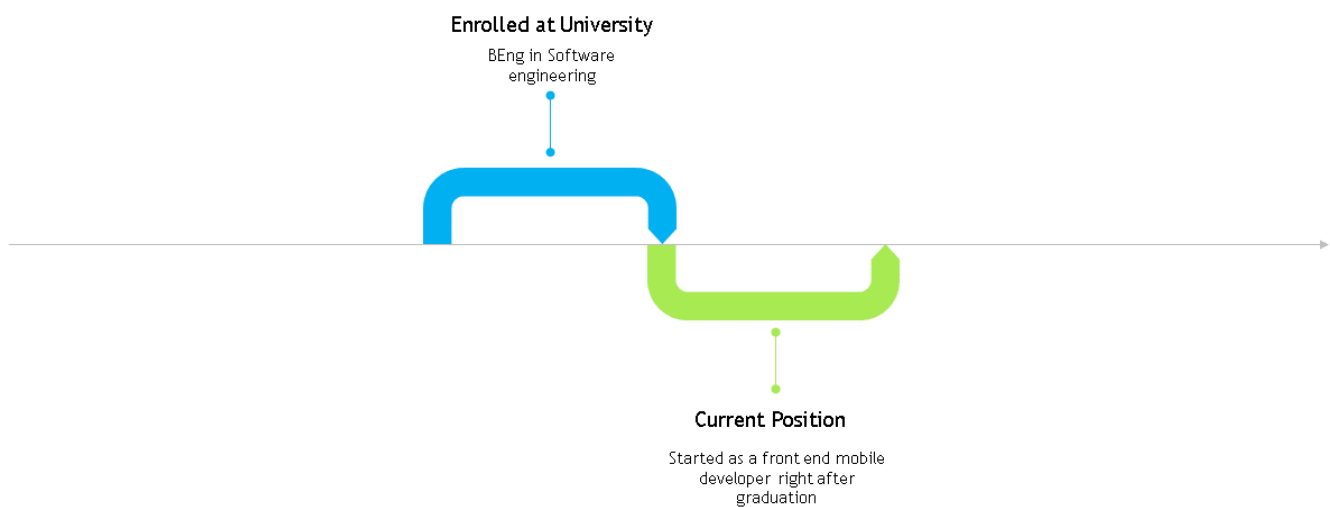 Enrolled at University
BEng in Software
engineering
Current Position
Started as a front end mobile
developer right after
graduation